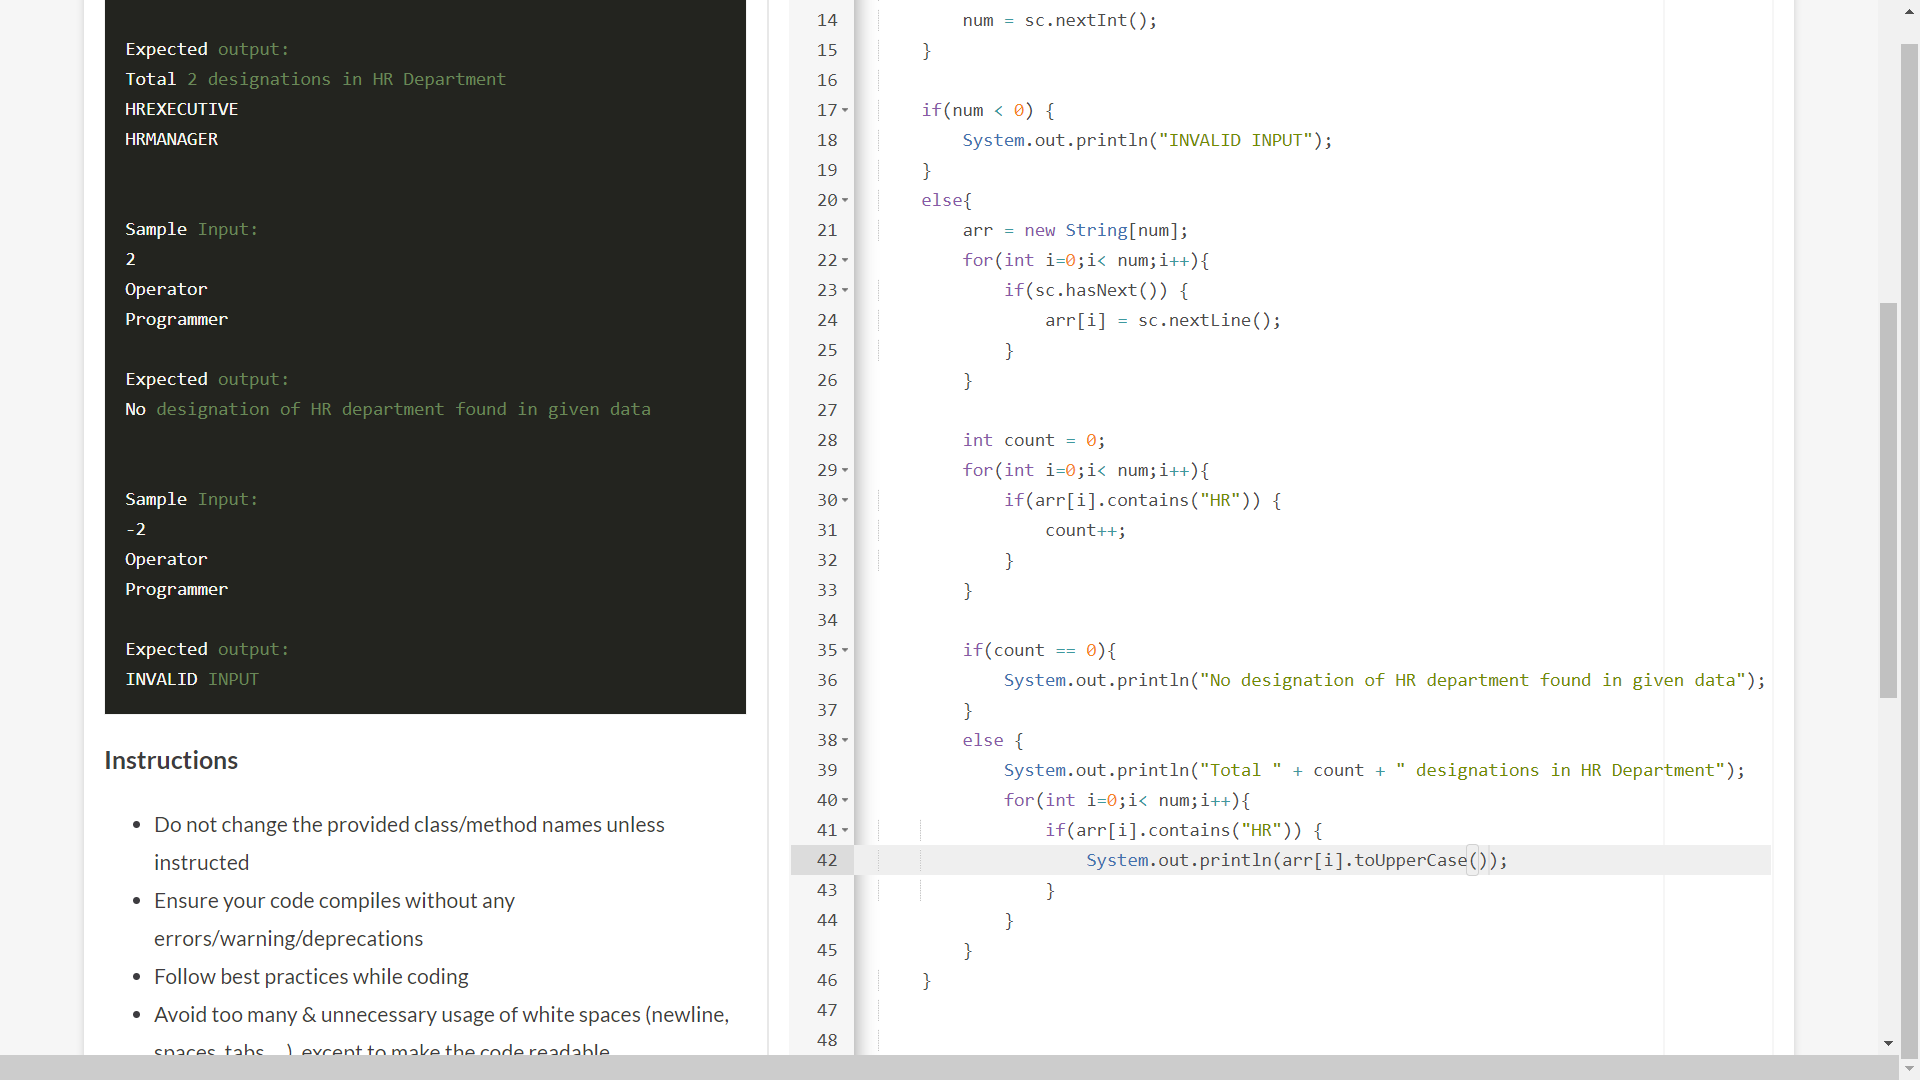 Expected output:
Total 2 designations in HR Department
HREXECUTIVE
HRMANAGER
Sample Input:
2
Operator
Programmer
Expected output:
No designation of HR department found in given data
Sample Input:
-2
Operator
Programmer
Expected output:
INVALID INPUT
Instructions
• Do not change the provided class/method names unless
instructed
• Ensure your code compiles without any
errors/warning/deprecations
• Follow best practices while coding
• Avoid too many & unnecessary usage of white spaces (newline,
spaces, tabs, ...), except to make the code readable
14 num = sc.nextInt();
15 }
16
17 if(num < 0) {
18 System.out.println("INVALID INPUT");
19 }
20 else{
21 arr = new String[num];
22 for(int i=0;i< num;i++){
23 if(sc.hasNext()) {
24 arr[i] = sc.nextLine();
25 }
26 }
27
28 int count = 0;
29 for(int i=0;i< num;i++){
30 if(arr[i].contains("HR")) {
31 count++;
32 }
33 }
34
35 if(count == 0){
36 System.out.println("No designation of HR department found in given data");
37 }
38 else {
39 System.out.println("Total " + count + " designations in HR Department");
40 for(int i=0;i< num;i++){
41 if(arr[i].contains("HR")) {
42 System.out.println(arr[i].toUpperCase());
43 }
44 }
45 }
46 }
47
48